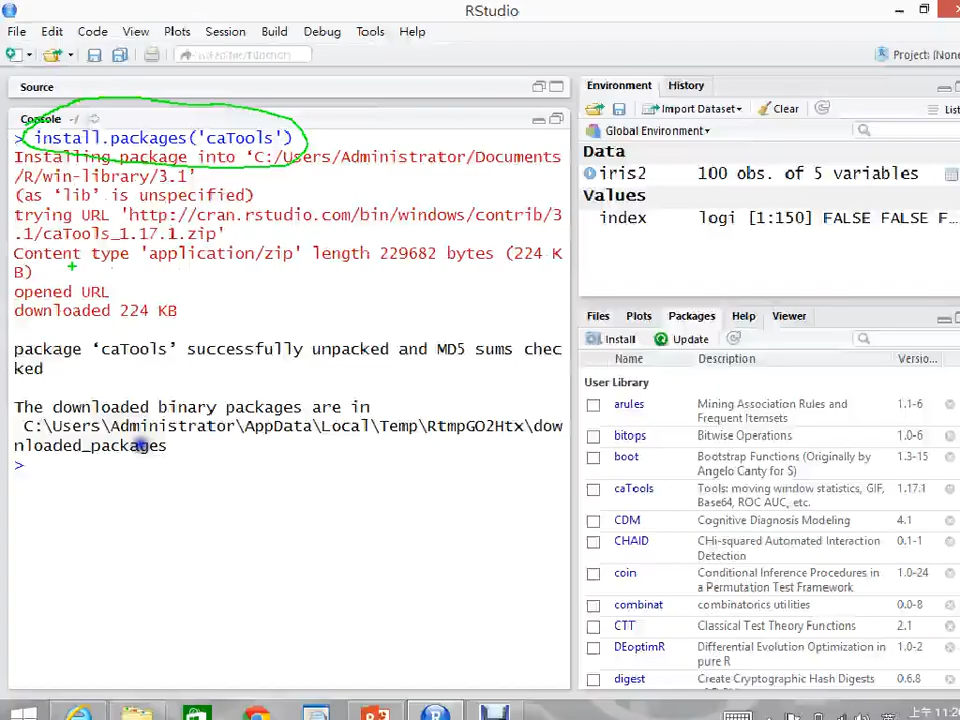 RStudio
File Edit Code View Plots Session Build Debug Tools Help
Project: (None
Source
Console ~/
> install.packages('caTools')
Installing package into ‘C:/Users/Administrator/Documents
/R/win-library/3.1’
(as ‘lib’ is unspecified)
trying URL 'http://cran.rstudio.com/bin/windows/contrib/3
.1/caTools_1.17.1.zip'
Content type 'application/zip' length 229682 bytes (224 K
B)
opened URL
downloaded 224 KB
package ‘caTools’ successfully unpacked and MD5 sums chec
ked
The downloaded binary packages are in
C:\Users\Administrator\AppData\Local\Temp\RtmpGO2Htx\dow
nloaded_packages
>
Environment History
Import Dataset Clear List
Global Environment
Data
iris2 100 obs. of 5 variables
Values
index logi [1:150] FALSE FALSE F…
Files Plots Packages Help Viewer
Install Update
Name Description Versio...
User Library
arules Mining Association Rules and 1.1-6
Frequent Itemsets
bitops Bitwise Operations 1.0-6
boot Bootstrap Functions (Originally by 1.3-15
Angelo Canty for S)
caTools Tools: moving window statistics, GIF, 1.17.1
Base64, ROC AUC, etc.
CDM Cognitive Diagnosis Modeling 4.1
CHAID CHi-squared Automated Interaction 0.1-1
Detection
coin Conditional Inference Procedures in 1.0-24
a Permutation Test Framework
combinat combinatorics utilities 0.0-8
CTT Classical Test Theory Functions 2.1
DEoptimR Differential Evolution Optimization in 1.0-2
pure R
digest Create Cryptographic Hash Digests 0.6.8
上午 11:20